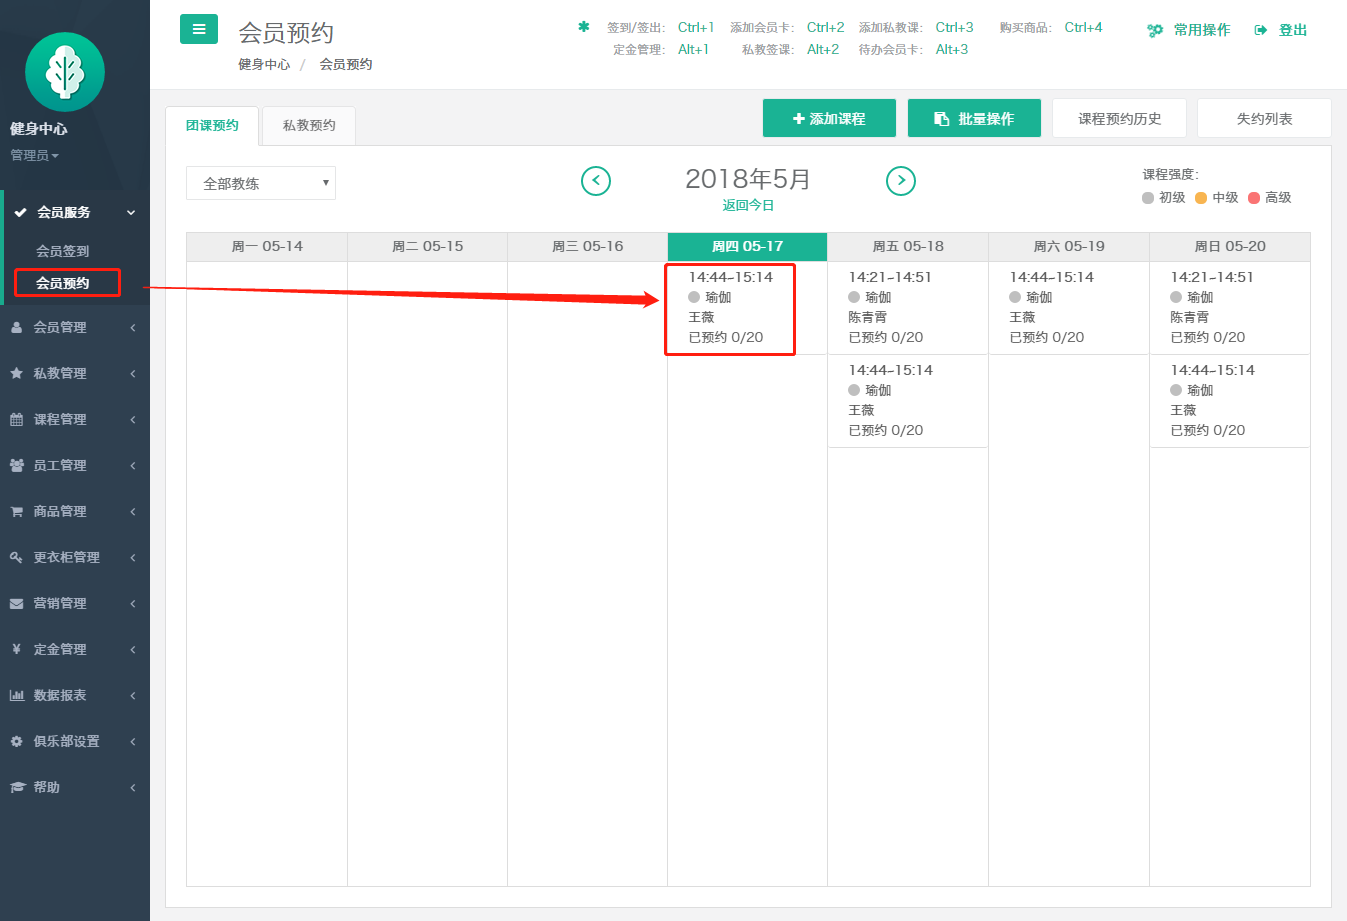 会员预约
健身中心 / 会员预约
签到/签出: Ctrl+1 添加会员卡: Ctrl+2 添加私教课: Ctrl+3 购买商品: Ctrl+4
定金管理: Alt+1 私教签课: Alt+2 待办会员卡: Alt+3
常用操作 登出
健身中心
管理员
会员服务
会员签到
会员预约
会员管理
私教管理
课程管理
员工管理
商品管理
更衣柜管理
营销管理
定金管理
数据报表
俱乐部设置
帮助
团课预约 私教预约
添加课程 批量操作 课程预约历史 失约列表
全部教练
2018年5月
返回今日
课程强度:
初级 中级 高级
周一 05-14 周二 05-15 周三 05-16 周四 05-17 周五 05-18 周六 05-19 周日 05-20
14:44~15:14
瑜伽
王薇
已预约 0/20
14:21~14:51
瑜伽
陈青霄
已预约 0/20
14:44~15:14
瑜伽
王薇
已预约 0/20
14:44~15:14
瑜伽
王薇
已预约 0/20
14:21~14:51
瑜伽
陈青霄
已预约 0/20
14:44~15:14
瑜伽
王薇
已预约 0/20